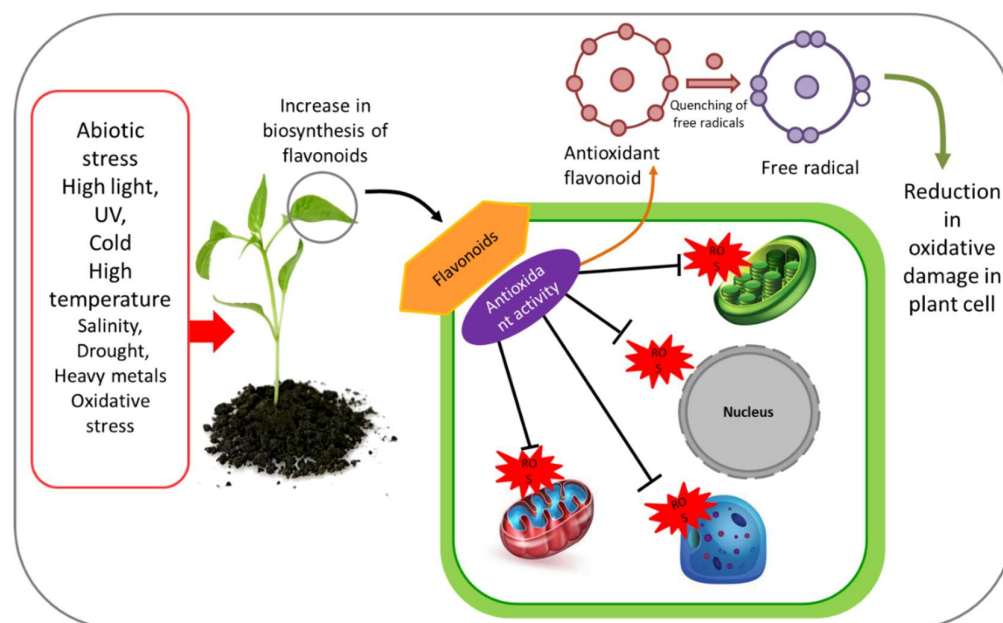 Abiotic
stress
High light,
UV,
Cold
High
temperature
Salinity,
Drought,
Heavy metals
Oxidative
stress
Increase in
biosynthesis of
flavonoids
Flavonoids
Antioxida
nt activity
Antioxidant
flavonoid
Quenching of
free radicals
Free radical
Reduction
in
oxidative
damage in
plant cell
RO
S
RO
S
Nucleus
RO
S
RO
S